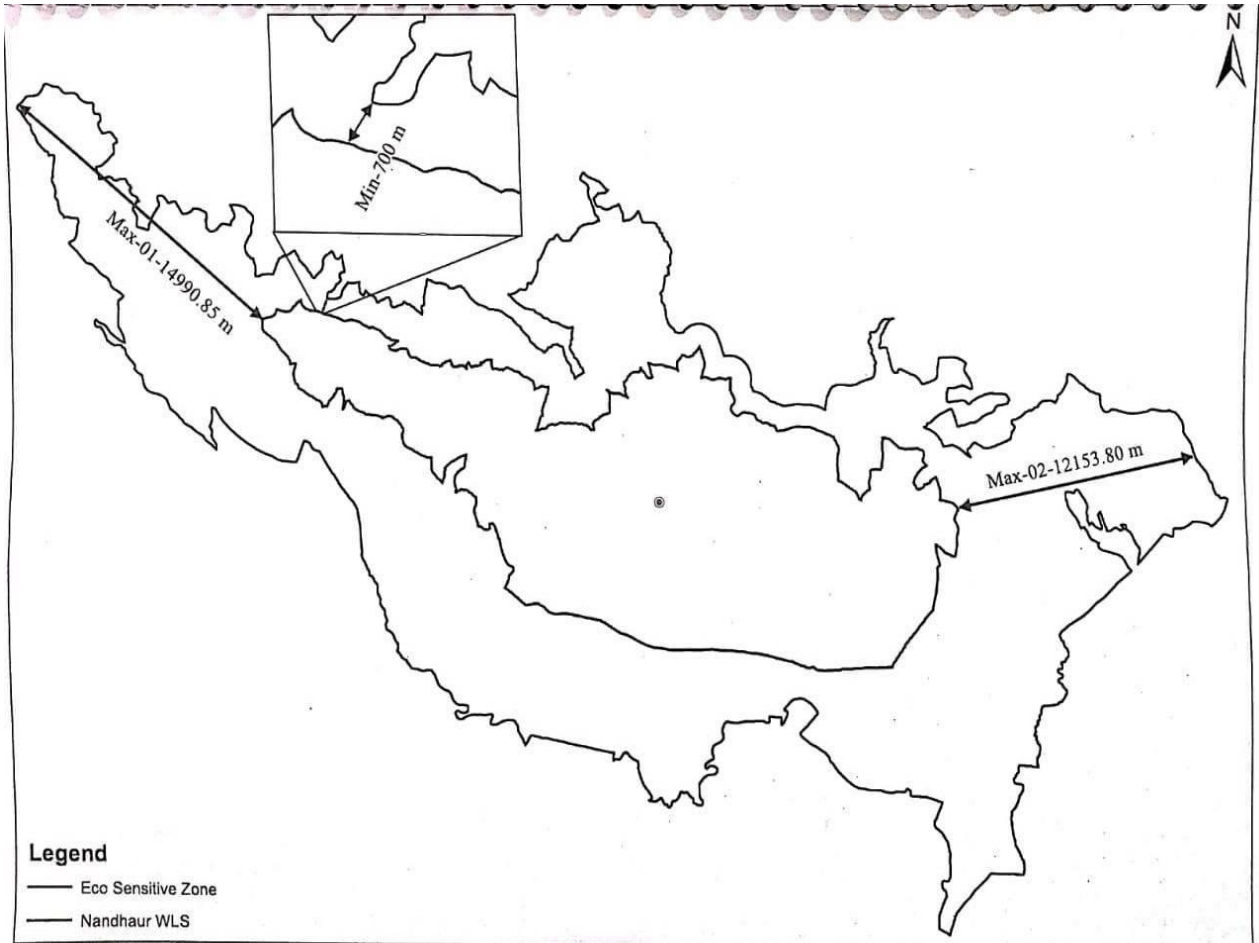 N
Min-700 m
Max-01-14990.85 m
Max-02-12153.80 m
Legend
Eco Sensitive Zone
Nandhaur WLS